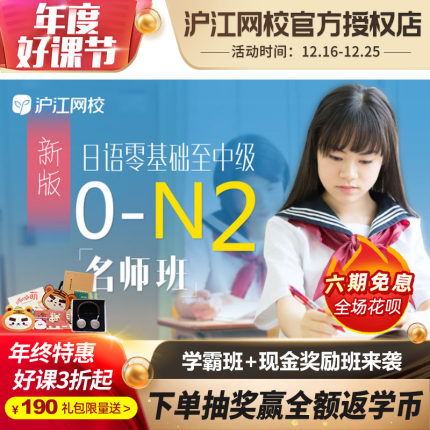 年度
好课节
沪江网校官方授权店
活动时间：12.16-12.25
沪江网校
新版
日语零基础至中级
0-N2
「名师班」
六期免息
全场花呗
年终特惠
好课3折起
¥190 礼包限量送>
学霸班+现金奖励班来袭
下单抽奖赢全额返学币